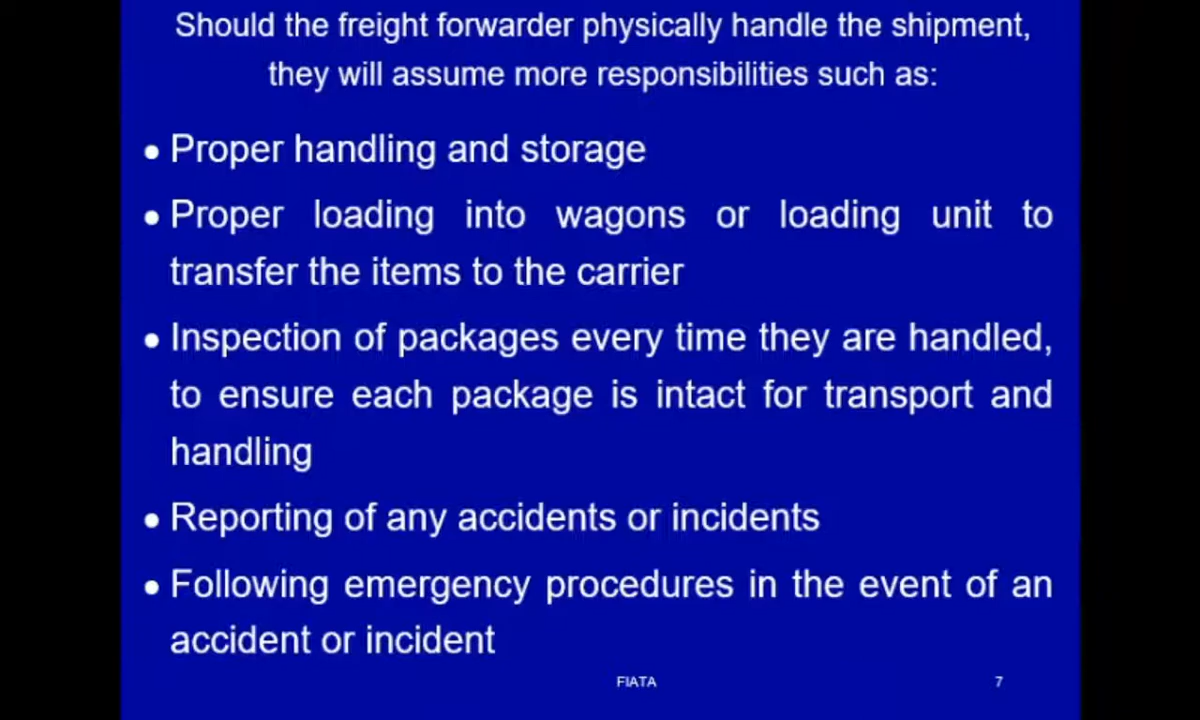 Should the freight forwarder physically handle the shipment,
they will assume more responsibilities such as:
• Proper handling and storage
• Proper loading into wagons or loading unit to
transfer the items to the carrier
• Inspection of packages every time they are handled,
to ensure each package is intact for transport and
handling
• Reporting of any accidents or incidents
• Following emergency procedures in the event of an
accident or incident
FIATA 7